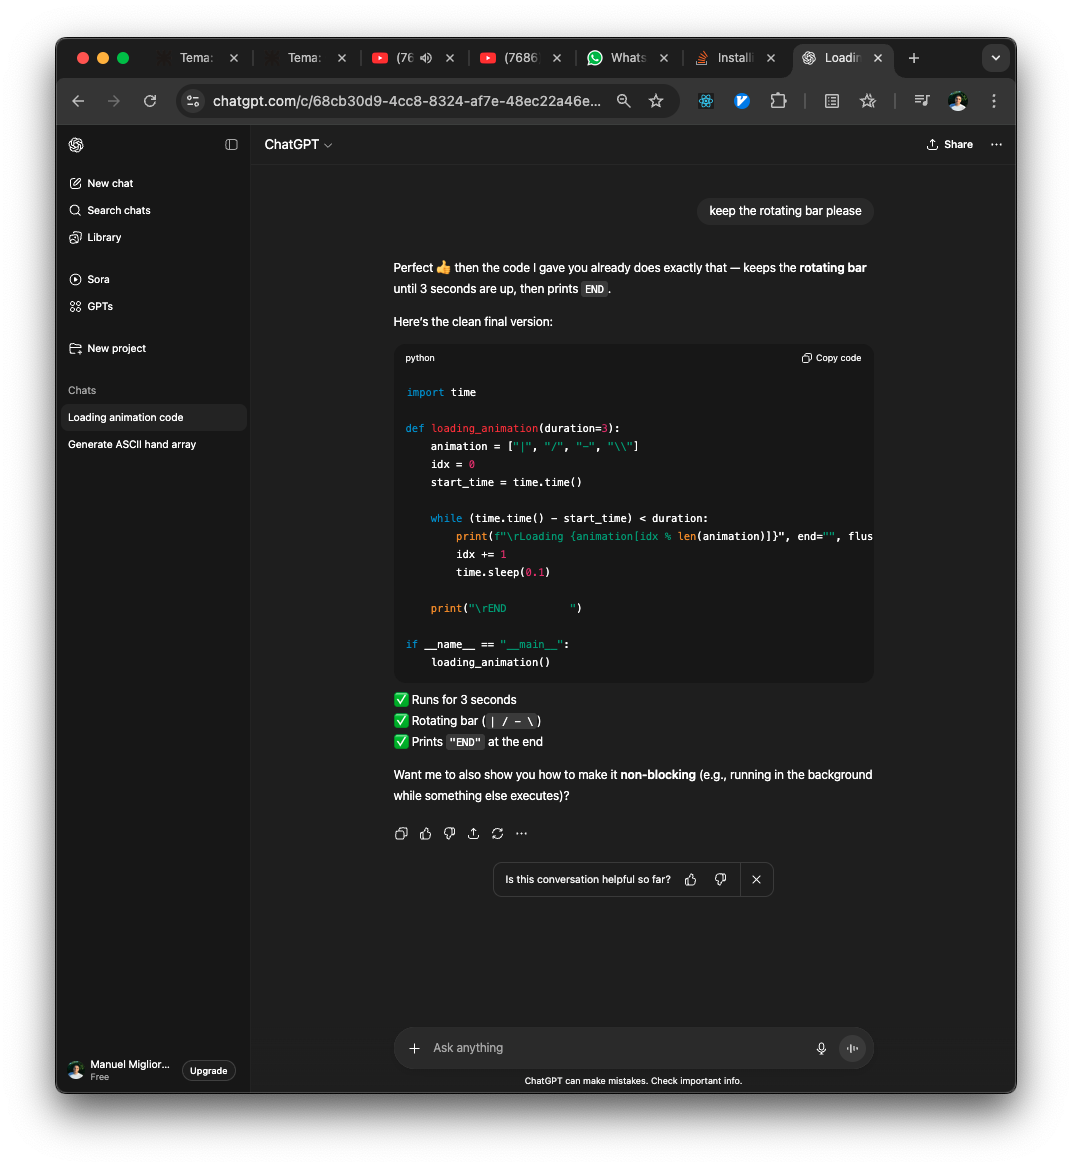 Tema:
Tema:
(76
(7686
Whats
Installi
Loadin
chatgpt.com/c/68cb30d9-4cc8-8324-af7e-48ec22a46e...
ChatGPT
Share
New chat
Search chats
Library
Sora
GPTs
New project
Chats
Loading animation code
Generate ASCII hand array
keep the rotating bar please
Perfect 👍 then the code I gave you already does exactly that — keeps the rotating bar
until 3 seconds are up, then prints END.
Here's the clean final version:
python
Copy code
import time
def loading_animation(duration=3):
    animation = ["|", "/", "-", "\\"]
    idx = 0
    start_time = time.time()
    while (time.time() - start_time) < duration:
        print(f"\rLoading {animation[idx % len(animation)]}", end="", flus
        idx += 1
        time.sleep(0.1)
    print("\rEND          ")
if __name__ == "__main__":
    loading_animation()
✅ Runs for 3 seconds
✅ Rotating bar ( | / - \ )
✅ Prints "END" at the end
Want me to also show you how to make it non-blocking (e.g., running in the background
while something else executes)?
Is this conversation helpful so far?
Ask anything
Manuel Miglior...
Free
Upgrade
ChatGPT can make mistakes. Check important info.